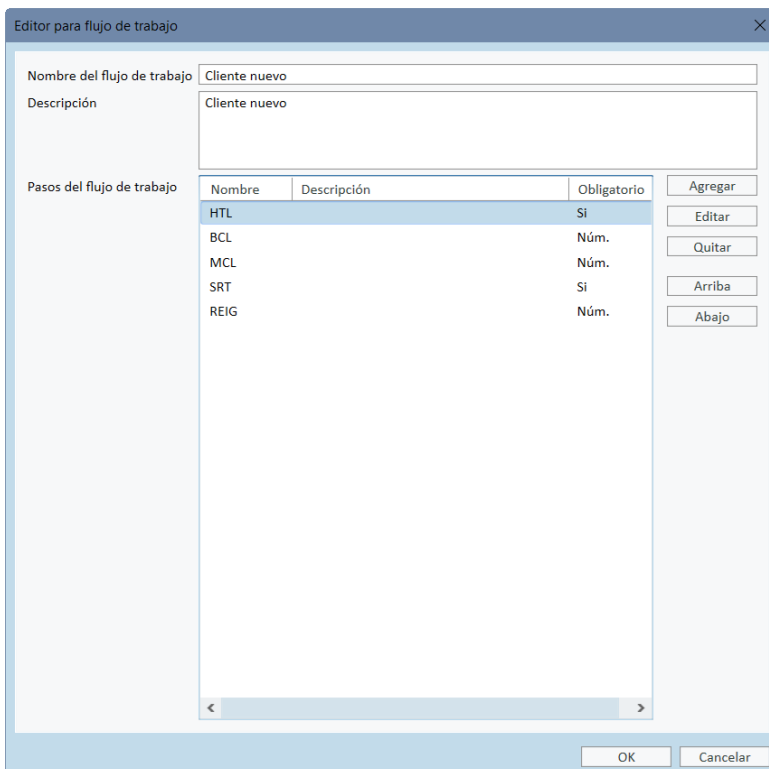 Editor para flujo de trabajo
Nombre del flujo de trabajo Cliente nuevo
Descripción Cliente nuevo
Pasos del flujo de trabajo
Nombre Descripción Obligatorio
HTL Si
BCL Núm.
MCL Núm.
SRT Si
REIG Núm.
Agregar
Editar
Quitar
Arriba
Abajo
OK Cancelar